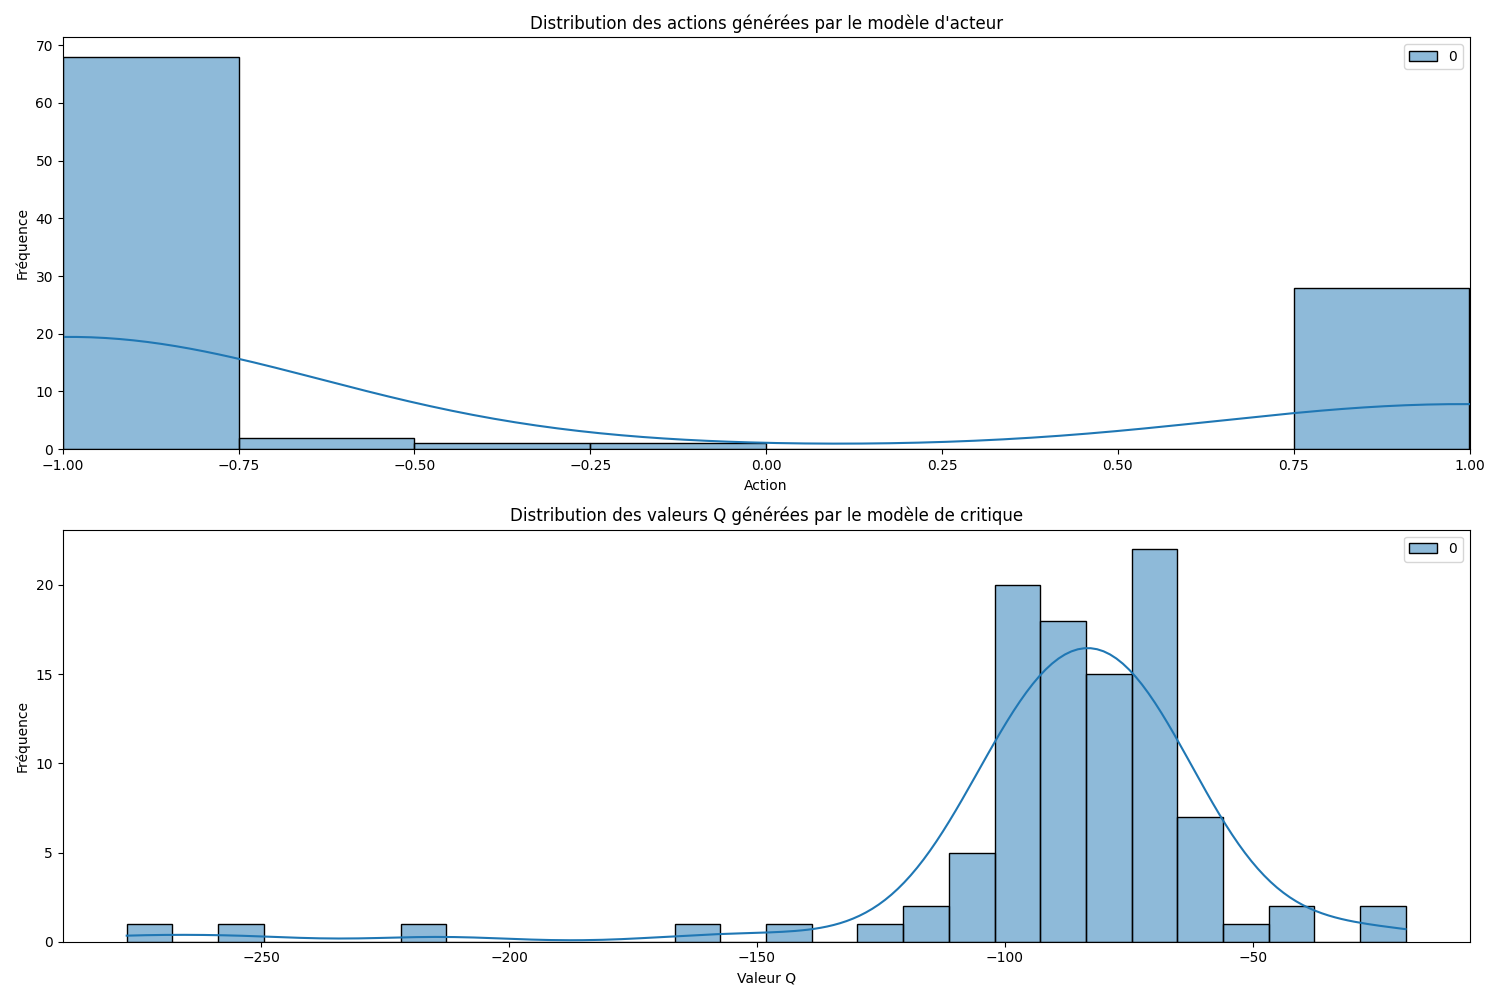 Distribution des actions générées par le modèle d'acteur
0
70
60
50
40
30
20
10
0
Fréquence
−1.00 −0.75 −0.50 −0.25 0.00 0.25 0.50 0.75 1.00
Action
Distribution des valeurs Q générées par le modèle de critique
0
20
15
10
5
0
Fréquence
−250 −200 −150 −100 −50
Valeur Q